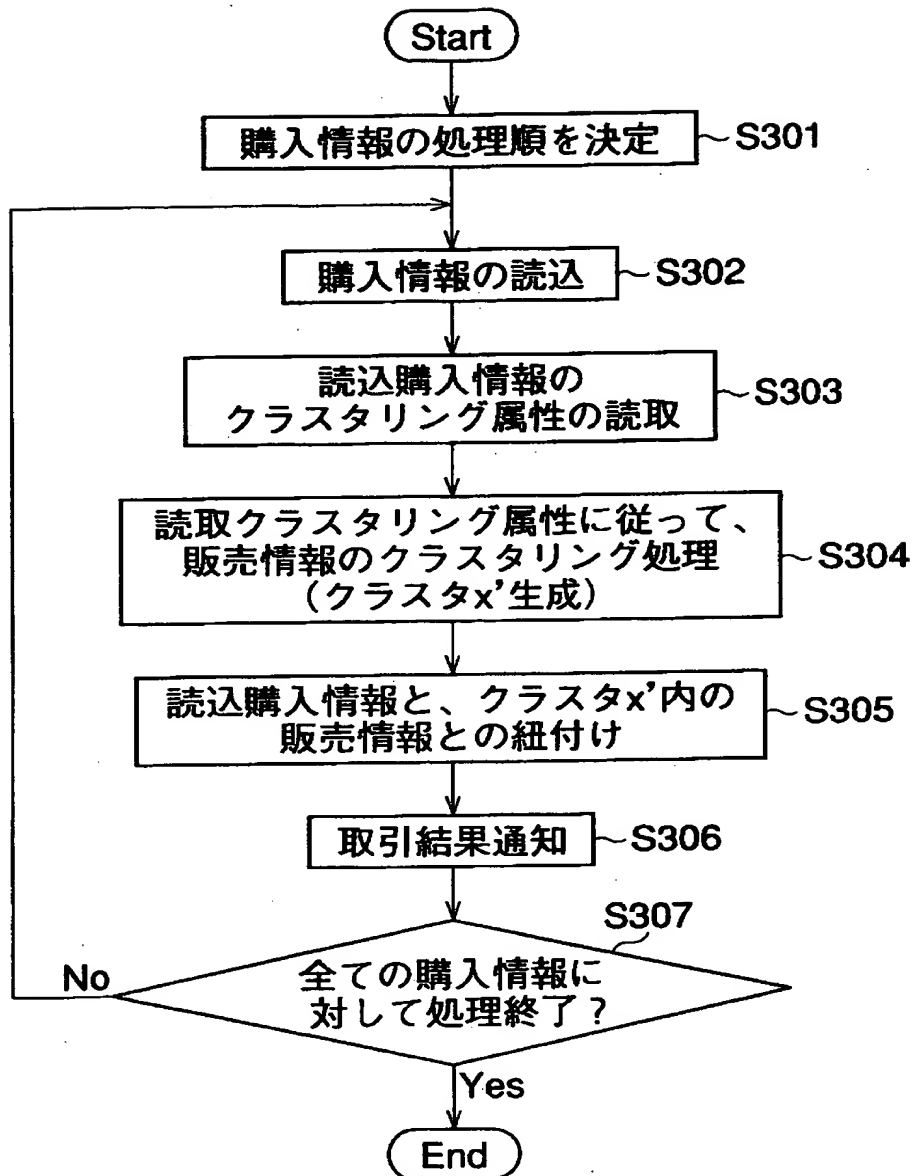 Start
購入情報の処理順を決定
~S301
購入情報の読込
~S302
読込購入情報の
クラスタリング属性の読取
~S303
読取クラスタリング属性に従って、
販売情報のクラスタリング処理
(クラスタx'生成)
~S304
読込購入情報と、クラスタx'内の
販売情報との紐付け
~S305
取引結果通知
~S306
S307
No
全ての購入情報に
対して処理終了?
Yes
End